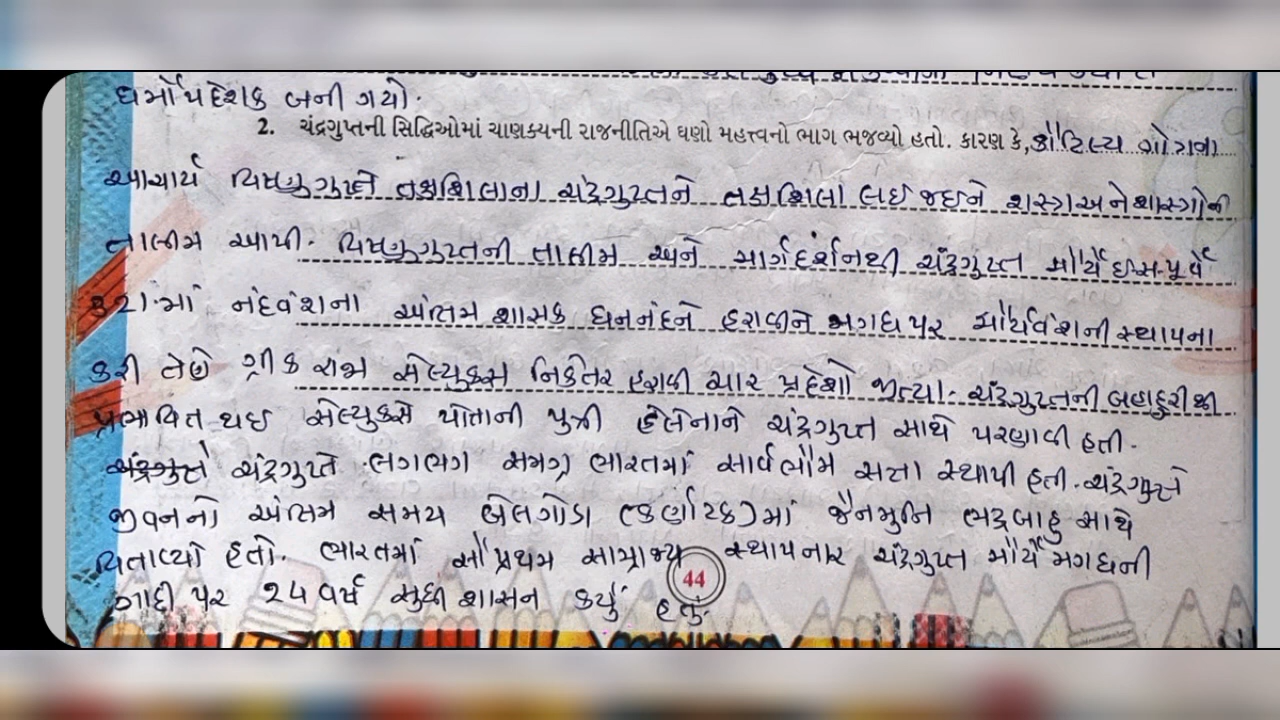 ધર્મોપદેશક બની ગયો.
2. ચંદ્રગુપ્તની સિદ્ધિઓમાં ચાણક્યની રાજનીતિએ ઘણો મહત્ત્વનો ભાગ ભજવ્યો હતો. કારણ કે, કૌટિલ્ય
આચાર્ય વિષ્ણુગુપ્તે તક્ષશિલાના ચંદ્રગુપ્તને તક્ષશિલા લઈ જઈને શસ્ત્રો અને શાસ્ત્રોની
તાલીમ આપી. વિષ્ણુગુપ્તની તાલીમ અને માર્ગદર્શનથી ચંદ્રગુપ્ત મૌર્યે ઈ.સ.પૂર્વે
321.માં નંદવંશના અંતિમ શાસક ધનનંદને હરાવીને મગધ પર મૌર્યવંશની સ્થાપના
કરી તેણે ગ્રીક રાજા સેલ્યુકસ નિકેતર હરાવી ચાર પ્રદેશો જીત્યા. ચંદ્રગુપ્તની બહાદુરીથી
પ્રભાવિત થઈ સેલ્યુકસે પોતાની પુત્રી હેલેનાને ચંદ્રગુપ્ત સાથે પરણાવી હતી.
ચંદ્રગુપ્તે ચંદ્રગુપ્તે લગભગ સમગ્ર ભારતમાં સાર્વભૌમ સત્તા સ્થાપી હતી. ચંદ્રગુપ્તે
જીવનનો અંતિમ સમય બેલગોડા (કર્ણાટક)માં જૈનમુનિ ભદ્રબાહુ સાથે
વિતાવ્યો હતો. ભારતમાં સૌ પ્રથમ સામ્રાજ્ય સ્થાપનાર ચંદ્રગુપ્ત મૌર્યે મગધની
ગાદી પર 24 વર્ષ સુધી શાસન કર્યું હતું.
44